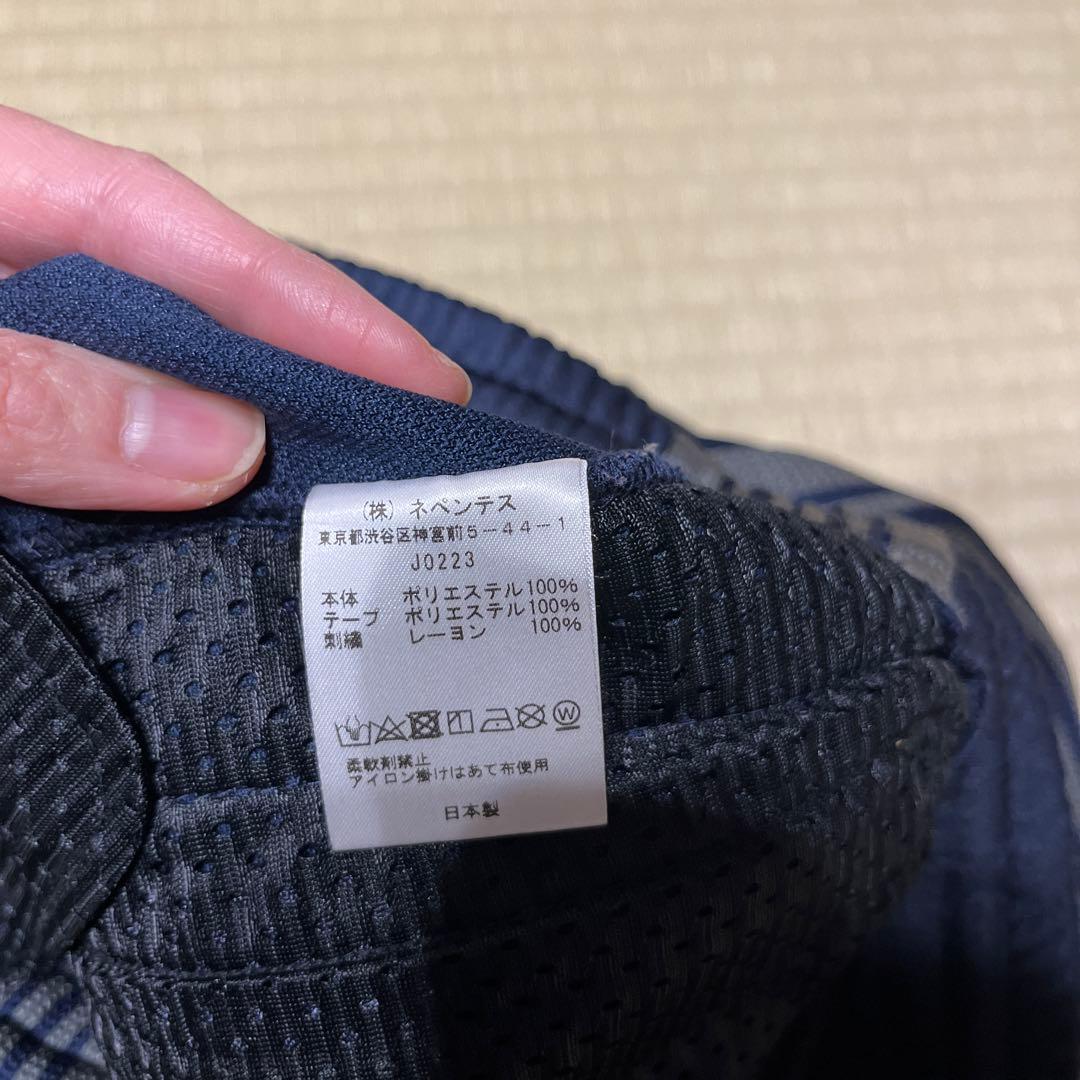 (株) ネペンテス
東京都渋谷区神宮前5-44-1
J0223
本体 ポリエステル100%
テープ ポリエステル100%
刺繍 レーヨン 100%
W
柔軟剤禁止
アイロン掛けはあて布使用
日本製